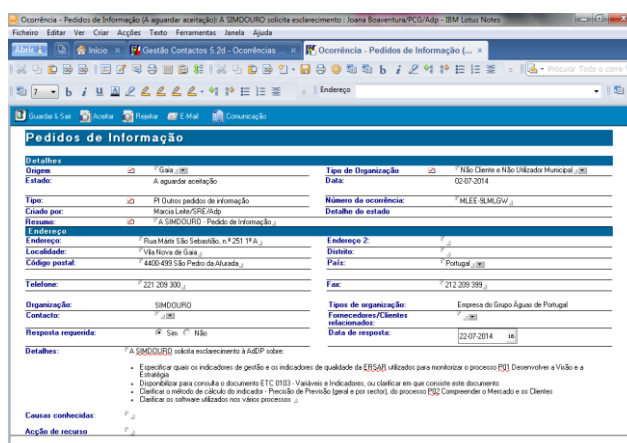 Ocorrência - Pedidos de Informação (A aguardar aceitação): A SIMDOURO solicita esclarecimento : Joana Boaventura/PCG/Adp - IBM Lotus Notes
Ficheiro Editar Ver Criar Acções Texto Ferramentas Janela Ajuda
Abrir Início × Gestão Contactos 5.2d - Ocorrências ... × Ocorrência - Pedidos de Informação (... ×
Procurar Todo o corre
7 b i u Endereço
Guardar & Sair Aceitar Rejeitar E-Mail Comunicação
Pedidos de Informação
Detalhes
Origem Gaia Tipo de Organização Não Cliente e Não Utilizador Municipal
Estado: A aguardar aceitação Data: 02-07-2014
Tipo: PI Outros pedidos de informação Número da ocorrência: MLEE-9LMLGW
Criado por: Marcia Leite/SRE/Adp Detalhe do estado
Resumo: A SIMDOURO - Pedido de Informação
Endereço
Endereço: Rua Mártir São Sebastião, n.º 251 1º A Endereço 2:
Localidade: Vila Nova de Gaia Distrito:
Código postal: 4400-499 São Pedro da Afurada País: Portugal
Telefone: 221 209 300 Fax: 212 209 399
Organização: SIMDOURO Tipos de organização: Empresa do Grupo Águas de Portugal
Contacto: Fornecedores/Clientes relacionados:
Resposta requerida: Sim Não Data de resposta: 22-07-2014 16
Detalhes: A SIMDOURO solicita esclarecimento à AdDP sobre:
• Especificar quais os indicadores de gestão e os indicadores de qualidade da ERSAR utilizados para monitorizar o processo P01 Desenvolver a Visão e a
Estratégia
• Disponibilizar para consulta o documento ETC 0103 - Variáveis e Indicadores, ou clarificar em que consiste este documento
• Clarificar o método de cálculo do indicador - Precisão de Previsão (geral e por sector), do processo P02 Compreender o Mercado e os Clientes
• Clarificar os software utilizados nos vários processos
Causas conhecidas:
Acção de recurso